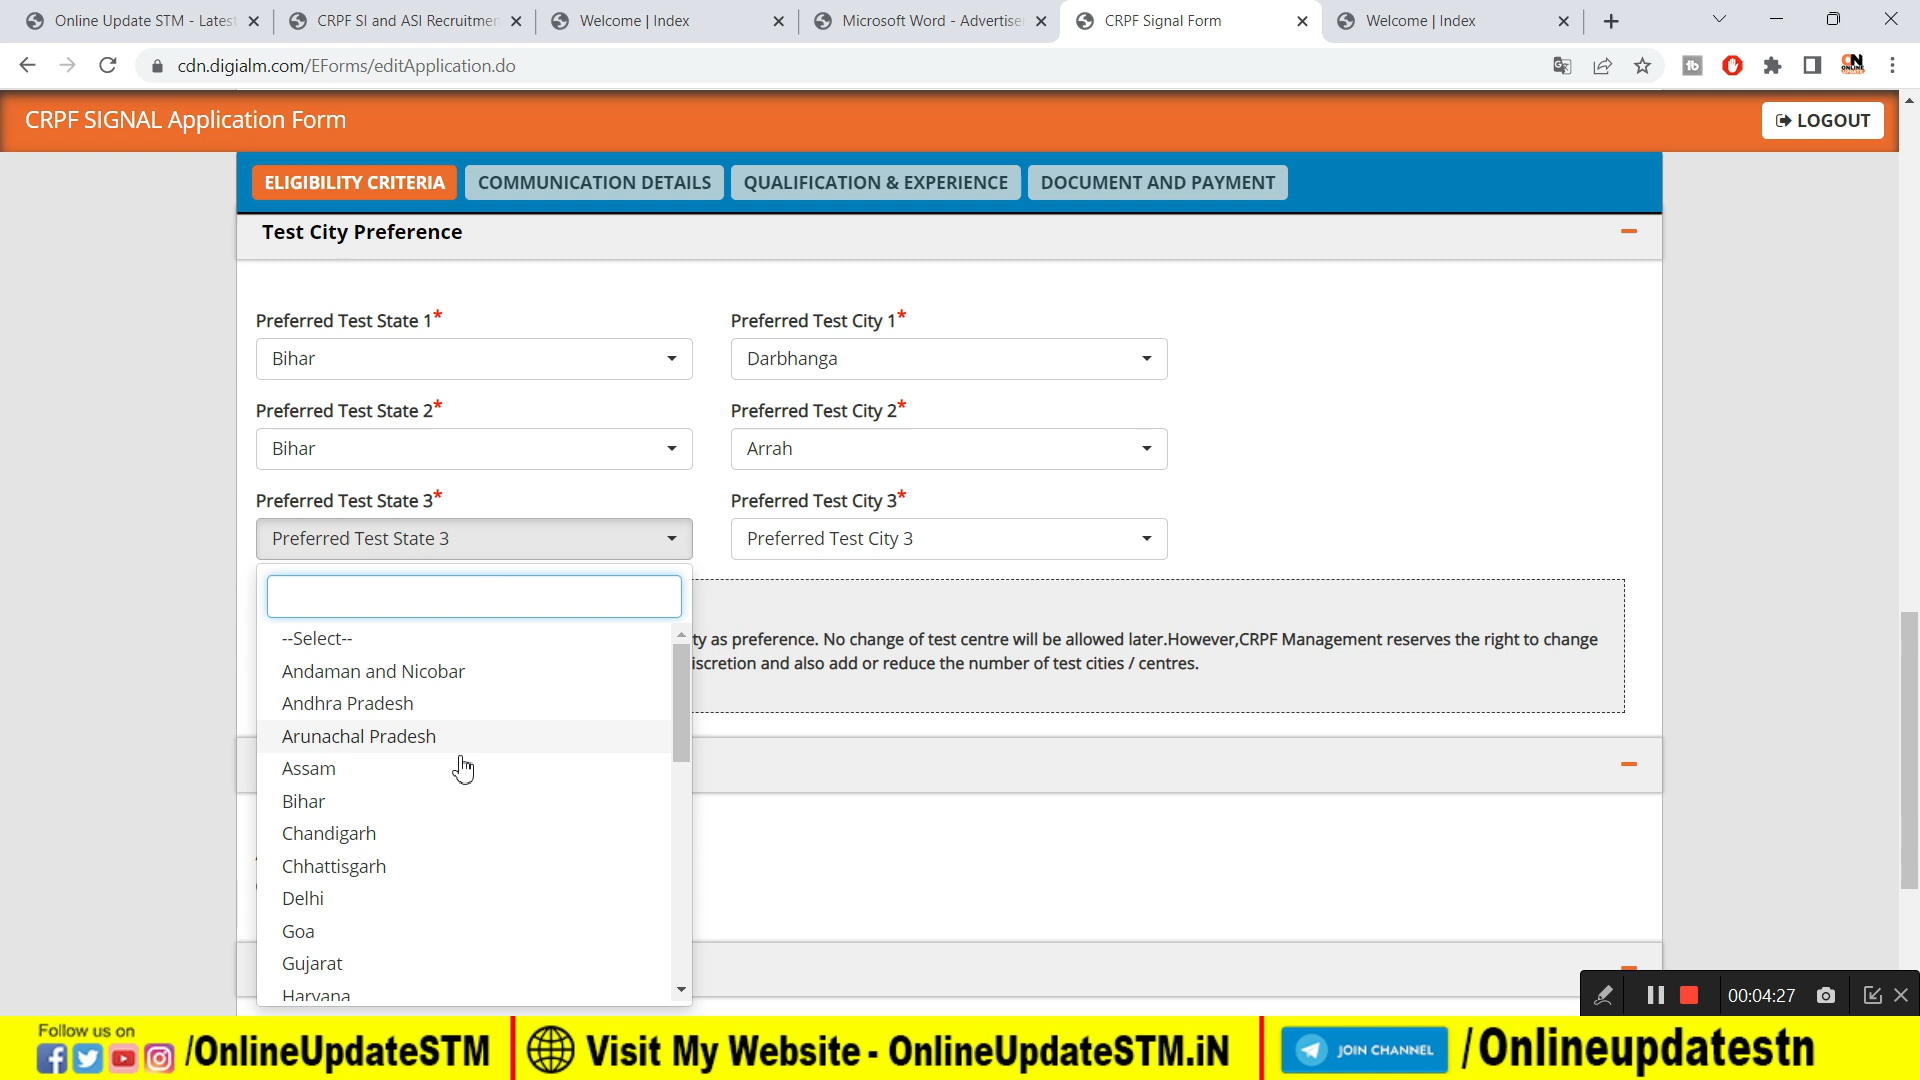 Online Update STM - Latest
CRPF SI and ASI Recruitmen
Welcome | Index
Microsoft Word - Advertise
CRPF Signal Form
Welcome | Index
cdn.digialm.com/EForms/editApplication.do
CRPF SIGNAL Application Form
LOGOUT
ELIGIBILITY CRITERIA
COMMUNICATION DETAILS
QUALIFICATION & EXPERIENCE
DOCUMENT AND PAYMENT
Test City Preference
Preferred Test State 1*
Preferred Test City 1*
Bihar
Darbhanga
Preferred Test State 2*
Preferred Test City 2*
Bihar
Arrah
Preferred Test State 3*
Preferred Test City 3*
Preferred Test State 3
Preferred Test City 3
--Select--
Andaman and Nicobar
Andhra Pradesh
Arunachal Pradesh
Assam
Bihar
Chandigarh
Chhattisgarh
Delhi
Goa
Gujarat
Haryana
ty as preference. No change of test centre will be allowed later.However,CRPF Management reserves the right to change
iscretion and also add or reduce the number of test cities / centres.
00:04:27
Follow us on
/OnlineUpdateSTM
Visit My Website - OnlineUpdateSTM.iN
JOIN CHANNEL
/Onlineupdatestn